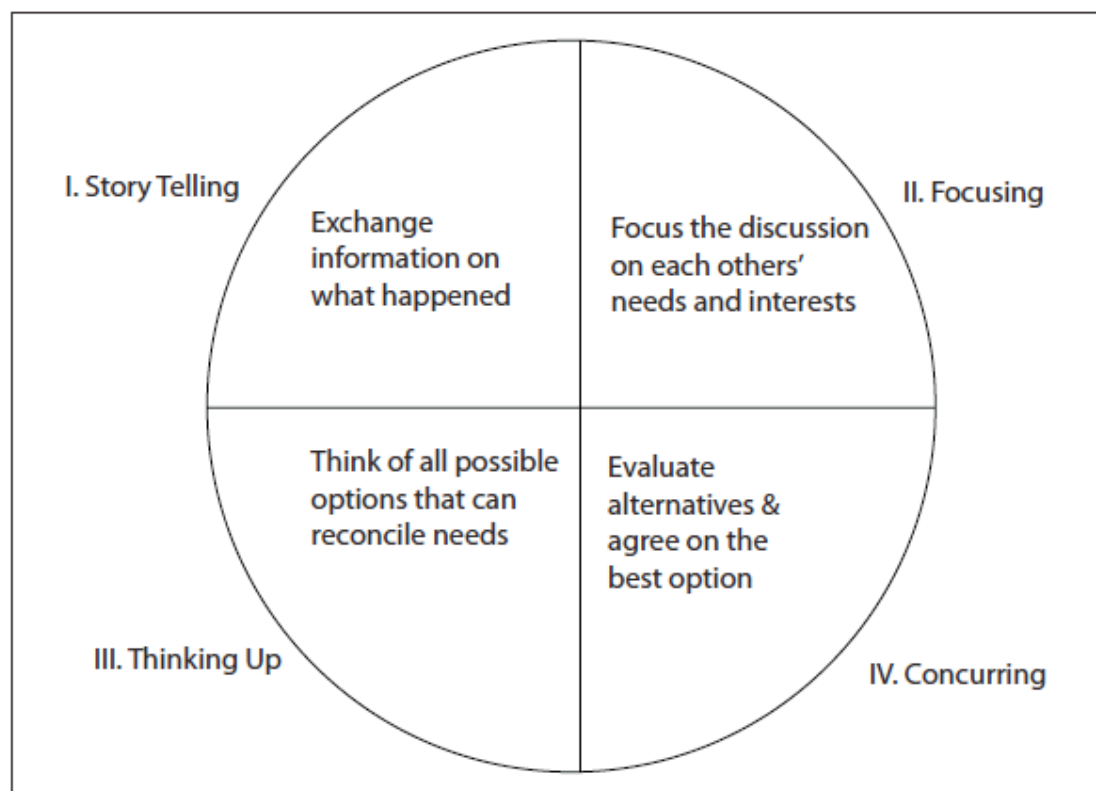 I. Story Telling
Exchange
information on
what happened
II. Focusing
Focus the discussion
on each others’
needs and interests
III. Thinking Up
Think of all possible
options that can
reconcile needs
IV. Concurring
Evaluate
alternatives &
agree on the
best option